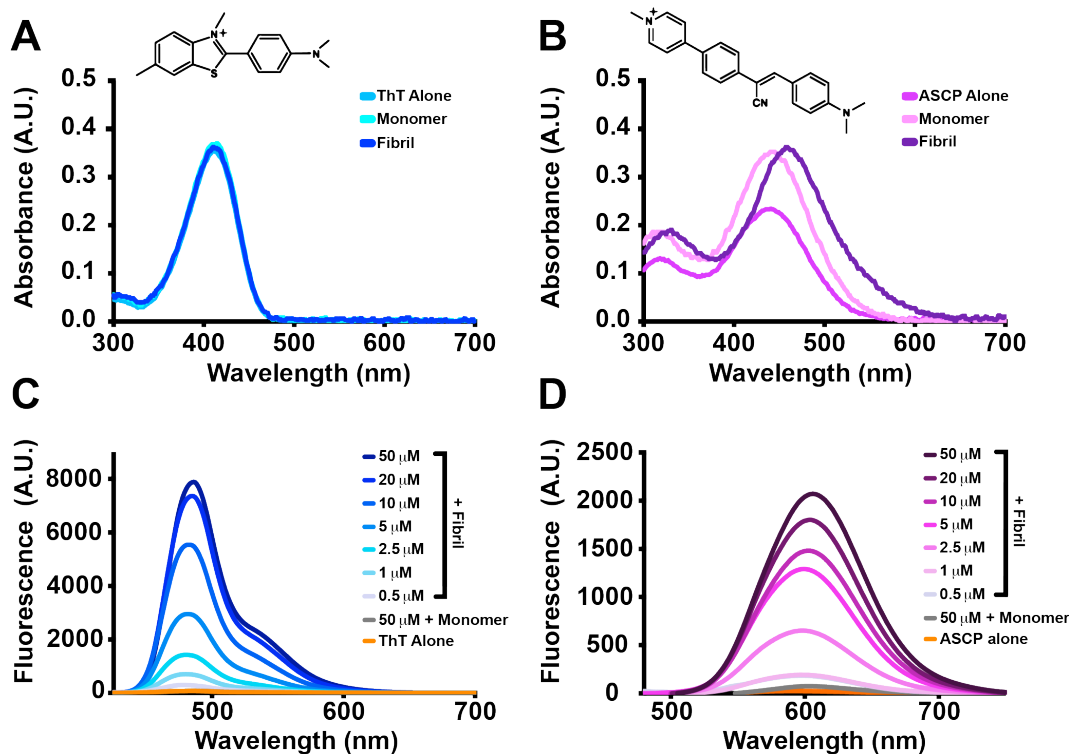 A
N
+
S
N
0.5
0.4
0.3
0.2
0.1
0.0
300
400
500
600
700
Absorbance (A.U.)
Wavelength (nm)
ThT Alone
Monomer
Fibril
B
N
+
CN
N
0.5
0.4
0.3
0.2
0.1
0.0
300
400
500
600
700
Absorbance (A.U.)
Wavelength (nm)
ASCP Alone
Monomer
Fibril
C
8000
6000
4000
2000
0
500
600
700
Fluorescence (A.U.)
Wavelength (nm)
50 μM
20 μM
10 μM
5 μM
2.5 μM
1 μM
0.5 μM
+ Fibril
50 μM + Monomer
ThT Alone
D
2500
2000
1500
1000
500
0
500
600
700
Fluorescence (A.U.)
Wavelength (nm)
50 μM
20 μM
10 μM
5 μM
2.5 μM
1 μM
0.5 μM
+ Fibril
50 μM + Monomer
ASCP alone